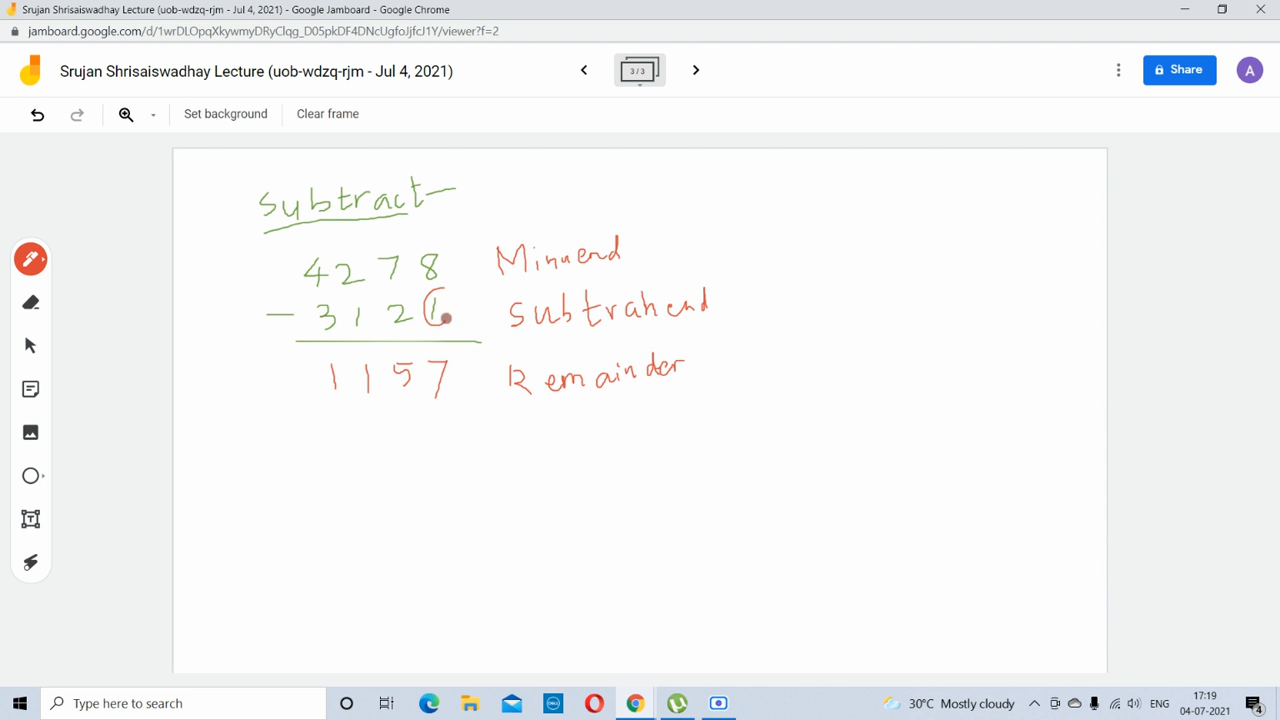 Srujan Shrisaiswadhay Lecture (uob-wdzq-rjm - Jul 4, 2021) - Google Jamboard - Google Chrome
jamboard.google.com/d/1wrDLOpqXkywmyDRyClqg_D05pkDF4DNcUgfoJjfcJ1Y/viewer?f=2
Srujan Shrisaiswadhay Lecture (uob-wdzq-rjm - Jul 4, 2021)
3 / 3
Share
A
Set background
Clear frame
Subtract-
4278 Minuend
- 3121 Subtrahend
1157 Remainder
Type here to search
DELL
30°C Mostly cloudy
ENG
17:19
04-07-2021
4